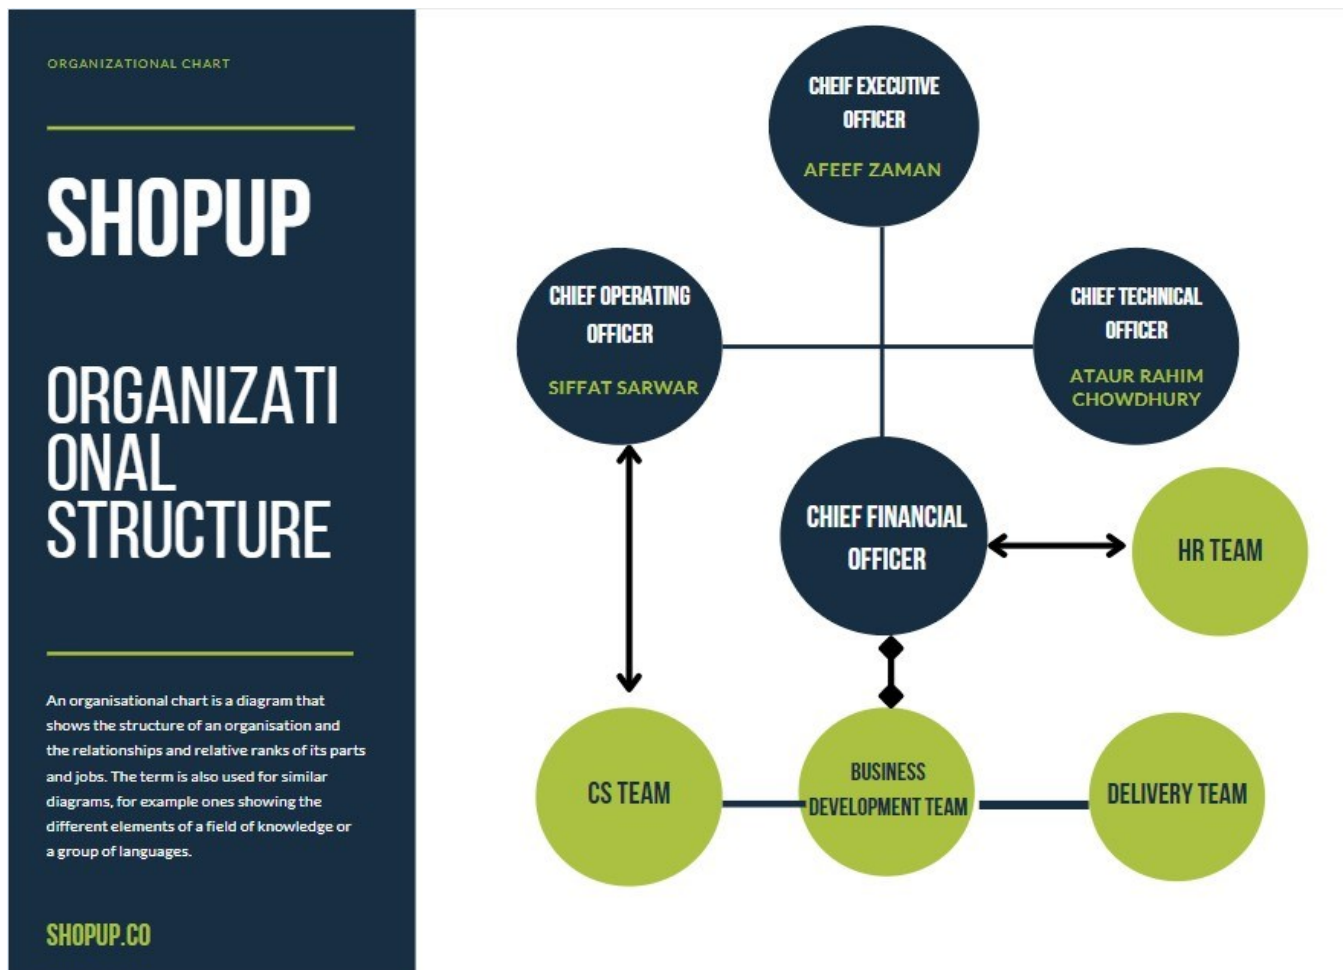 ORGANIZATIONAL CHART
SHOPUP
ORGANIZATI
ONAL
STRUCTURE
An organisational chart is a diagram that
shows the structure of an organisation and
the relationships and relative ranks of its parts
and jobs. The term is also used for similar
diagrams, for example ones showing the
different elements of a field of knowledge or
a group of languages.
SHOPUP.CO
CHEIF EXECUTIVE
OFFICER
AFEEF ZAMAN
CHIEF OPERATING
OFFICER
SIFFAT SARWAR
CHIEF TECHNICAL
OFFICER
ATAUR RAHIM
CHOWDHURY
CHIEF FINANCIAL
OFFICER
HR TEAM
CS TEAM
BUSINESS
DEVELOPMENT TEAM
DELIVERY TEAM